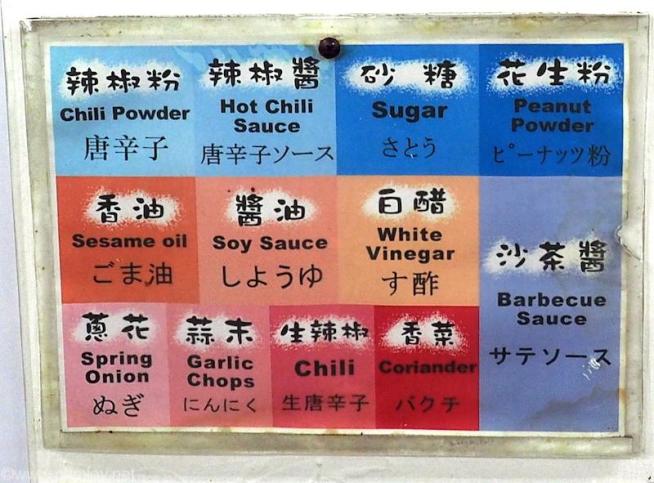 辣椒粉
Chili Powder
唐辛子
辣椒醬
Hot Chili
Sauce
唐辛子ソース
砂糖
Sugar
さとう
花生粉
Peanut
Powder
ピーナッツ粉
香油
Sesame oil
ごま油
醬油
Soy Sauce
しようゆ
白醋
White
Vinegar
す酢
沙茶醬
Barbecue
Sauce
サテソース
蔥花
Spring
Onion
ぬぎ
蒜末
Garlic
Chops
にんにく
生辣椒
Chili
生唐辛子
香菜
Coriander
パクチ